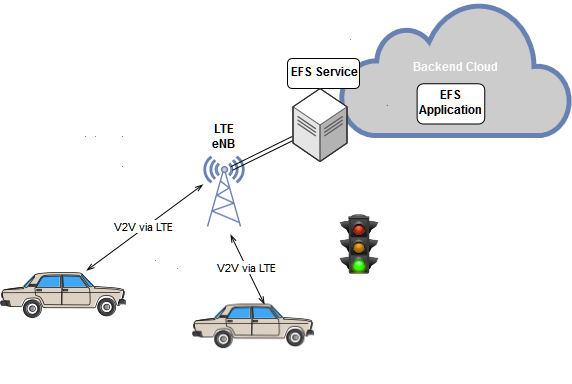 Backend Cloud
EFS Service
EFS
Application
LTE
eNB
V2V via LTE
V2V via LTE